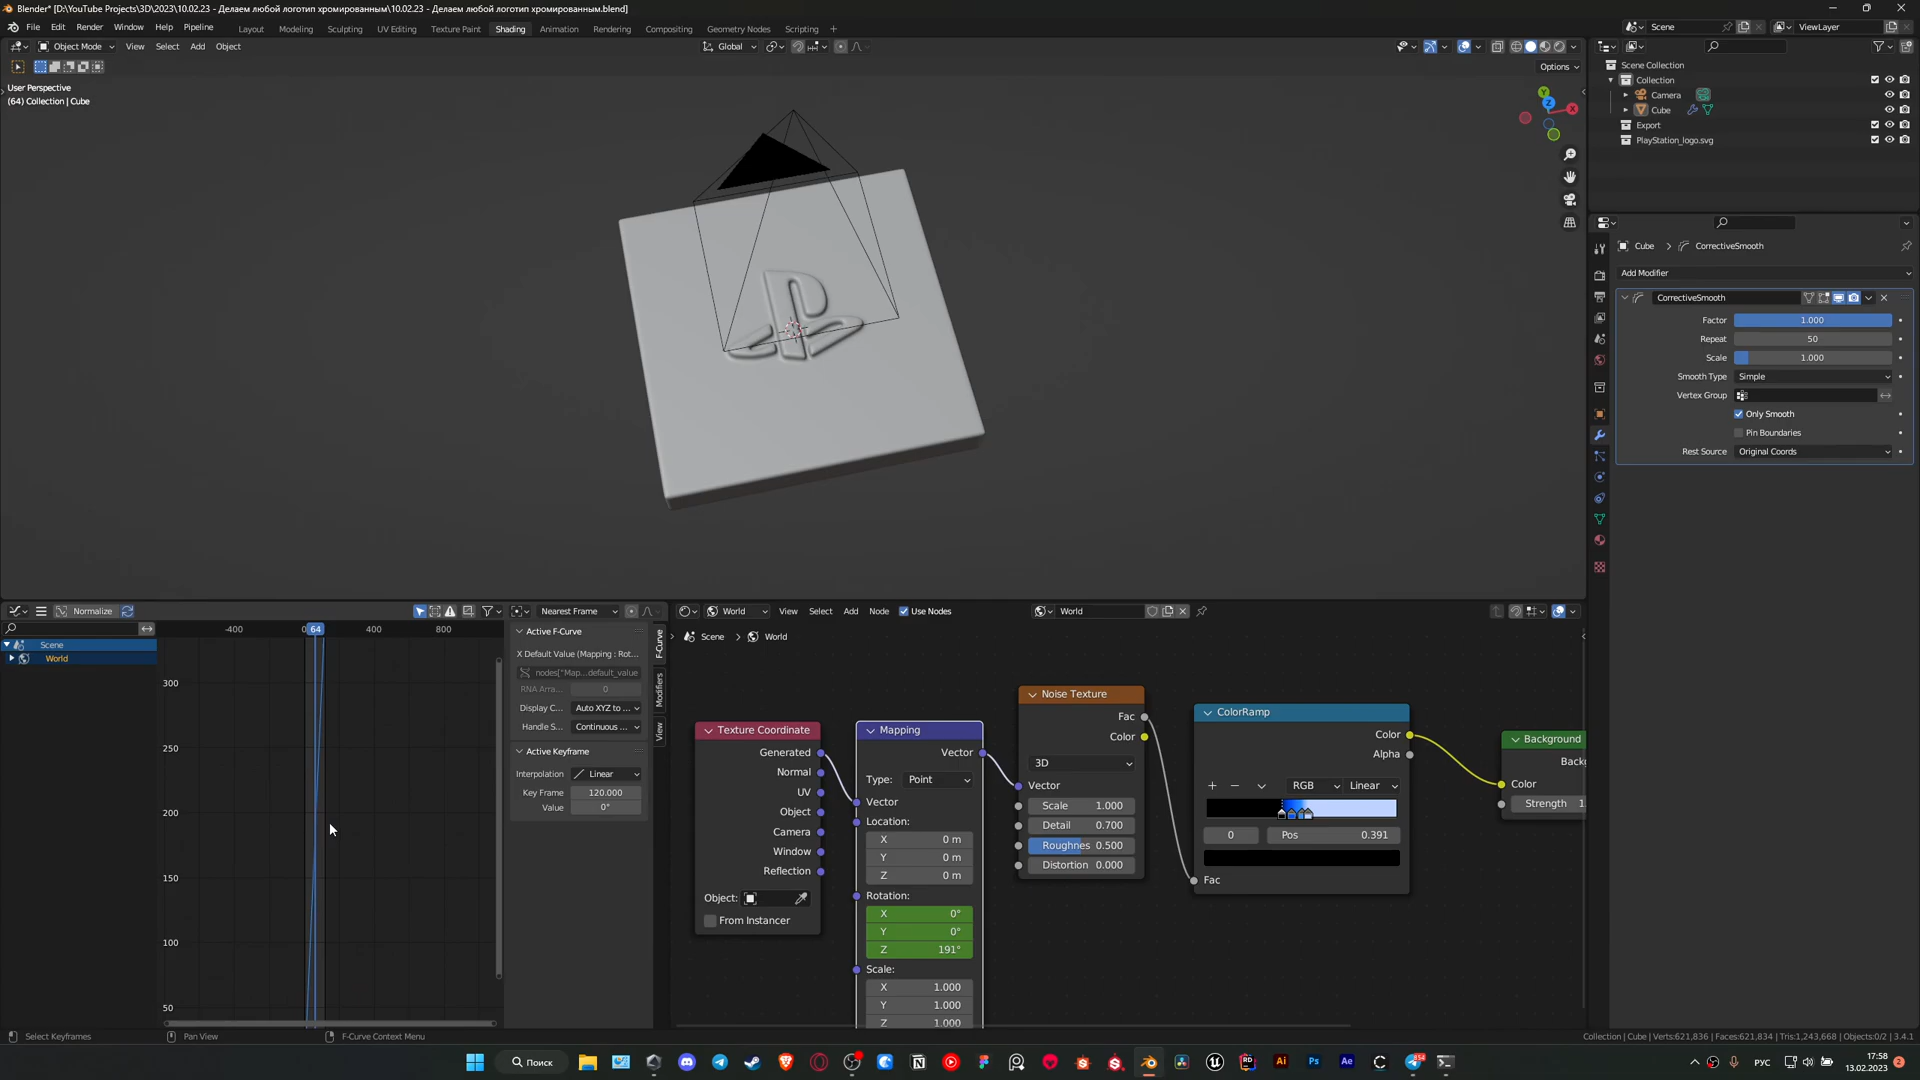 Blender* [D:\YouTube Projects\3D\2023\10.02.23 - Делаем любой логотип хромированным\10.02.23 - Делаем любой логотип хромированным.blend]
File Edit Render Window Help Pipeline
Layout Modeling Sculpting UV Editing Texture Paint Shading Animation Rendering Compositing Geometry Nodes Scripting +
Scene
ViewLayer
Object Mode View Select Add Object
Global
Options
User Perspective
(64) Collection | Cube
Y
Z
X
Scene Collection
Collection
Camera
Cube
Export
PlayStation_logo.svg
Cube > CorrectiveSmooth
Add Modifier
CorrectiveSmooth
Factor 1.000
Repeat 50
Scale 1.000
Smooth Type Simple
Vertex Group
Only Smooth
Pin Boundaries
Rest Source Original Coords
Normalize
Nearest Frame
-400 0 64 400 800
Scene
World
300
250
200
150
100
50
Active F-Curve
X Default Value (Mapping : Rot...
nodes["Map...default_value
RNA Arra... 0
Display C... Auto XYZ to ...
Handle S... Continuous ...
Active Keyframe
Interpolation Linear
Key Frame 120.000
Value 0°
F-Curve
Modifiers
View
World View Select Add Node Use Nodes
World
Scene > World
Texture Coordinate
Generated
Normal
UV
Object
Camera
Window
Reflection
Object:
From Instancer
Mapping
Vector
Type: Point
Vector
Location:
X 0 m
Y 0 m
Z 0 m
Rotation:
X 0°
Y 0°
Z 191°
Scale:
X 1.000
Y 1.000
Z 1.000
Noise Texture
Fac
Color
3D
Vector
Scale 1.000
Detail 0.700
Roughnes 0.500
Distortion 0.000
ColorRamp
Color
Alpha
+ − RGB Linear
0 Pos 0.391
Fac
Background
Backg
Color
Strength 1
Select Keyframes
Pan View
F-Curve Context Menu
Collection | Cube | Verts:621,836 | Faces:621,834 | Tris:1,243,668 | Objects:0/2 | 3.4.1
Поиск
РУС
17:58
13.02.2023